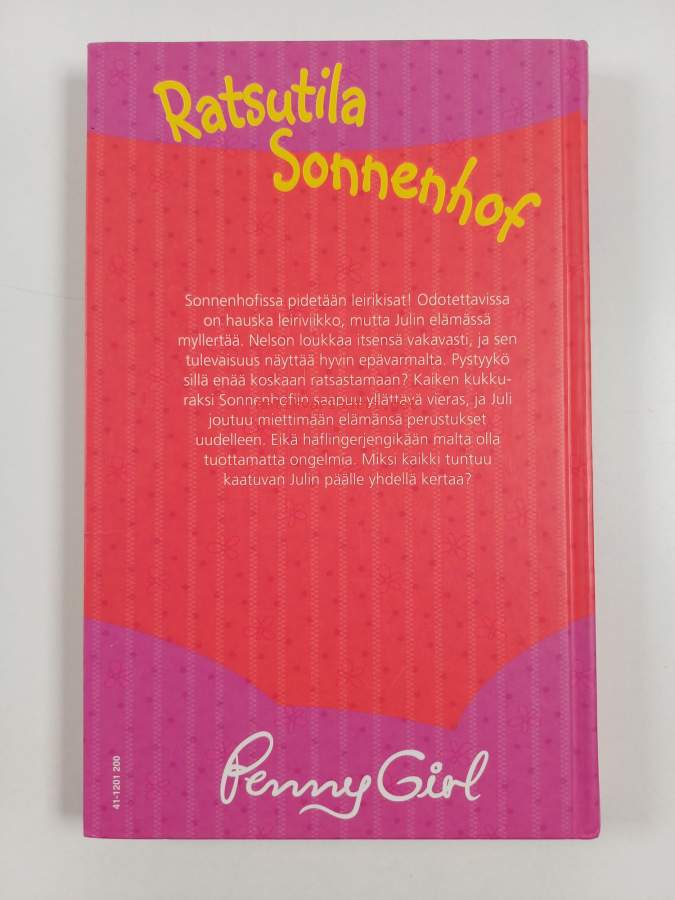 Ratsutila
Sonnenhof
Sonnenhofissa pidetään leirikisat! Odotettavissa
on hauska leiriviikko, mutta Julin elämässä
myllertää. Nelson loukkaa itsensä vakavasti, ja sen
tulevaisuus näyttää hyvin epävarmalta. Pystyykö
sillä enää koskaan ratsastamaan? Kaiken kukku-
raksi Sonnenhofiin saapuu yllättävä vieras, ja Juli
joutuu miettimään elämänsä perustukset
uudelleen. Eikä haflingerjengikään malta olla
tuottamatta ongelmia. Miksi kaikki tuntuu
kaatuvan Julin päälle yhdellä kertaa?
41-1201 200
Penny Girl